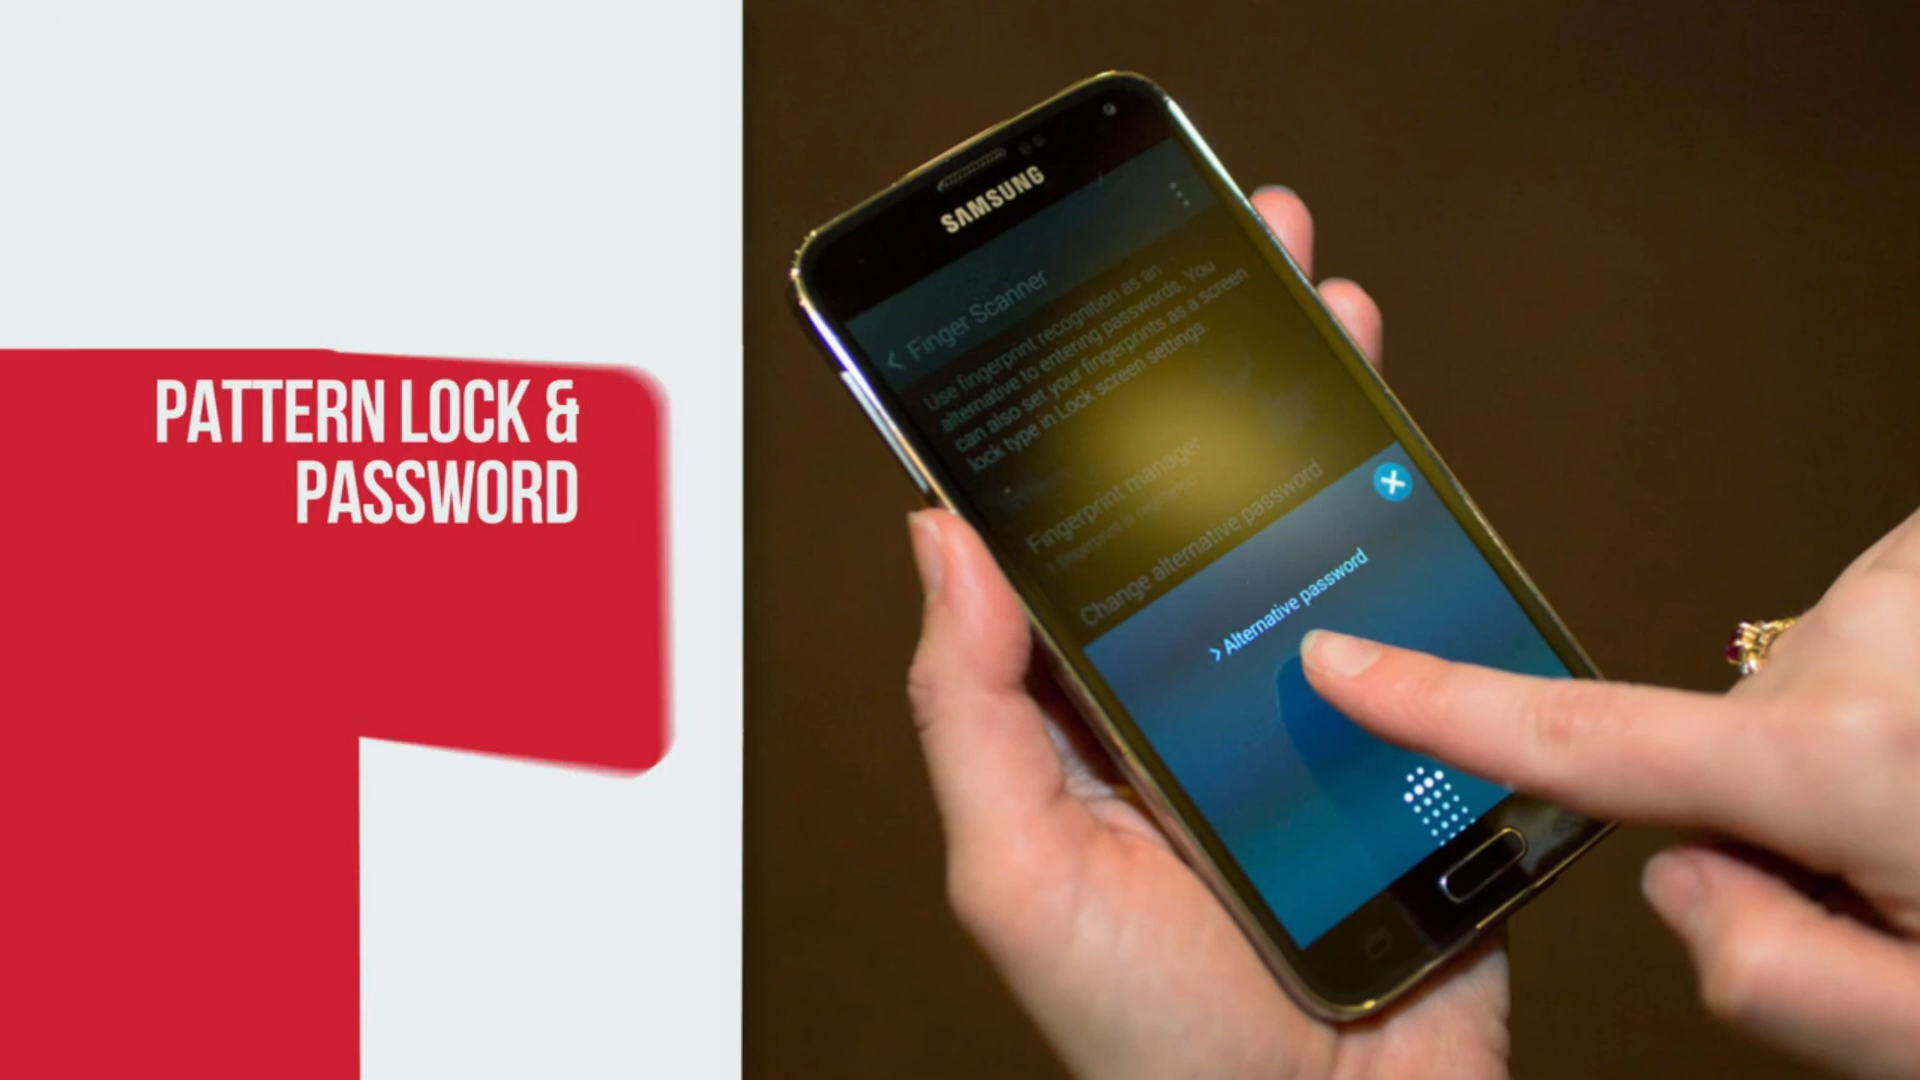 PATTERN LOCK &
PASSWORD
SAMSUNG
Finger Scanner
Use fingerprint recognition as an
alternative to entering passwords. You
can also set your fingerprints as a screen
lock type in Lock screen settings.
Fingerprint manager
Change alternative password
Alternative password